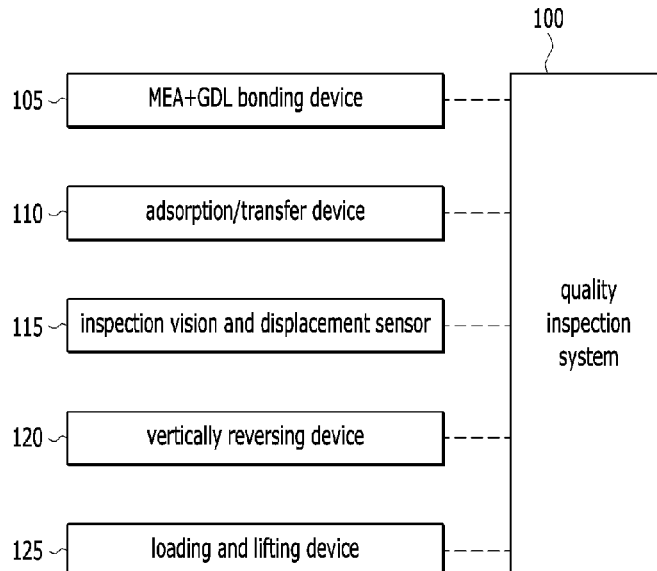 100
105
MEA+GDL bonding device
110
adsorption/transfer device
115
inspection vision and displacement sensor
120
vertically reversing device
125
loading and lifting device
quality
inspection
system